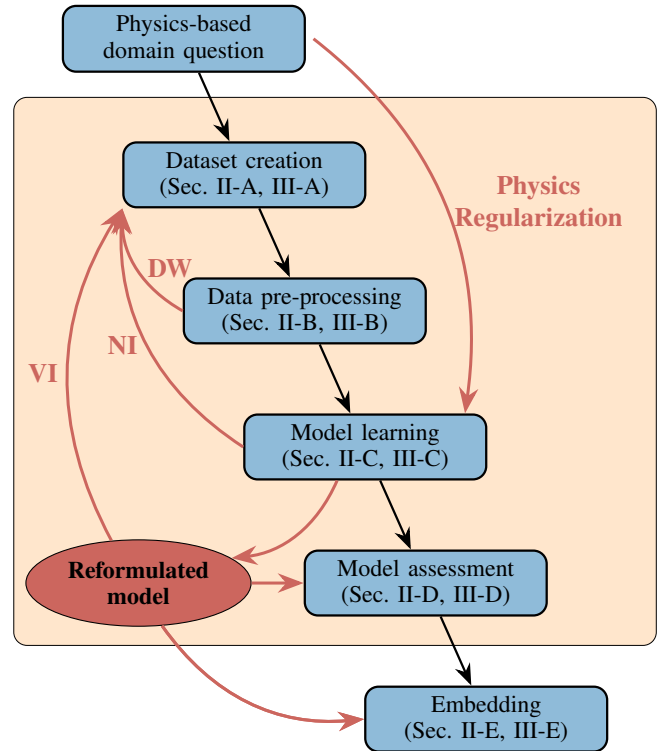 Physics-based
domain question
Dataset creation
(Sec. II-A, III-A)
Physics
Regularization
DW
Data pre-processing
(Sec. II-B, III-B)
NI
VI
Model learning
(Sec. II-C, III-C)
Reformulated
model
Model assessment
(Sec. II-D, III-D)
Embedding
(Sec. II-E, III-E)